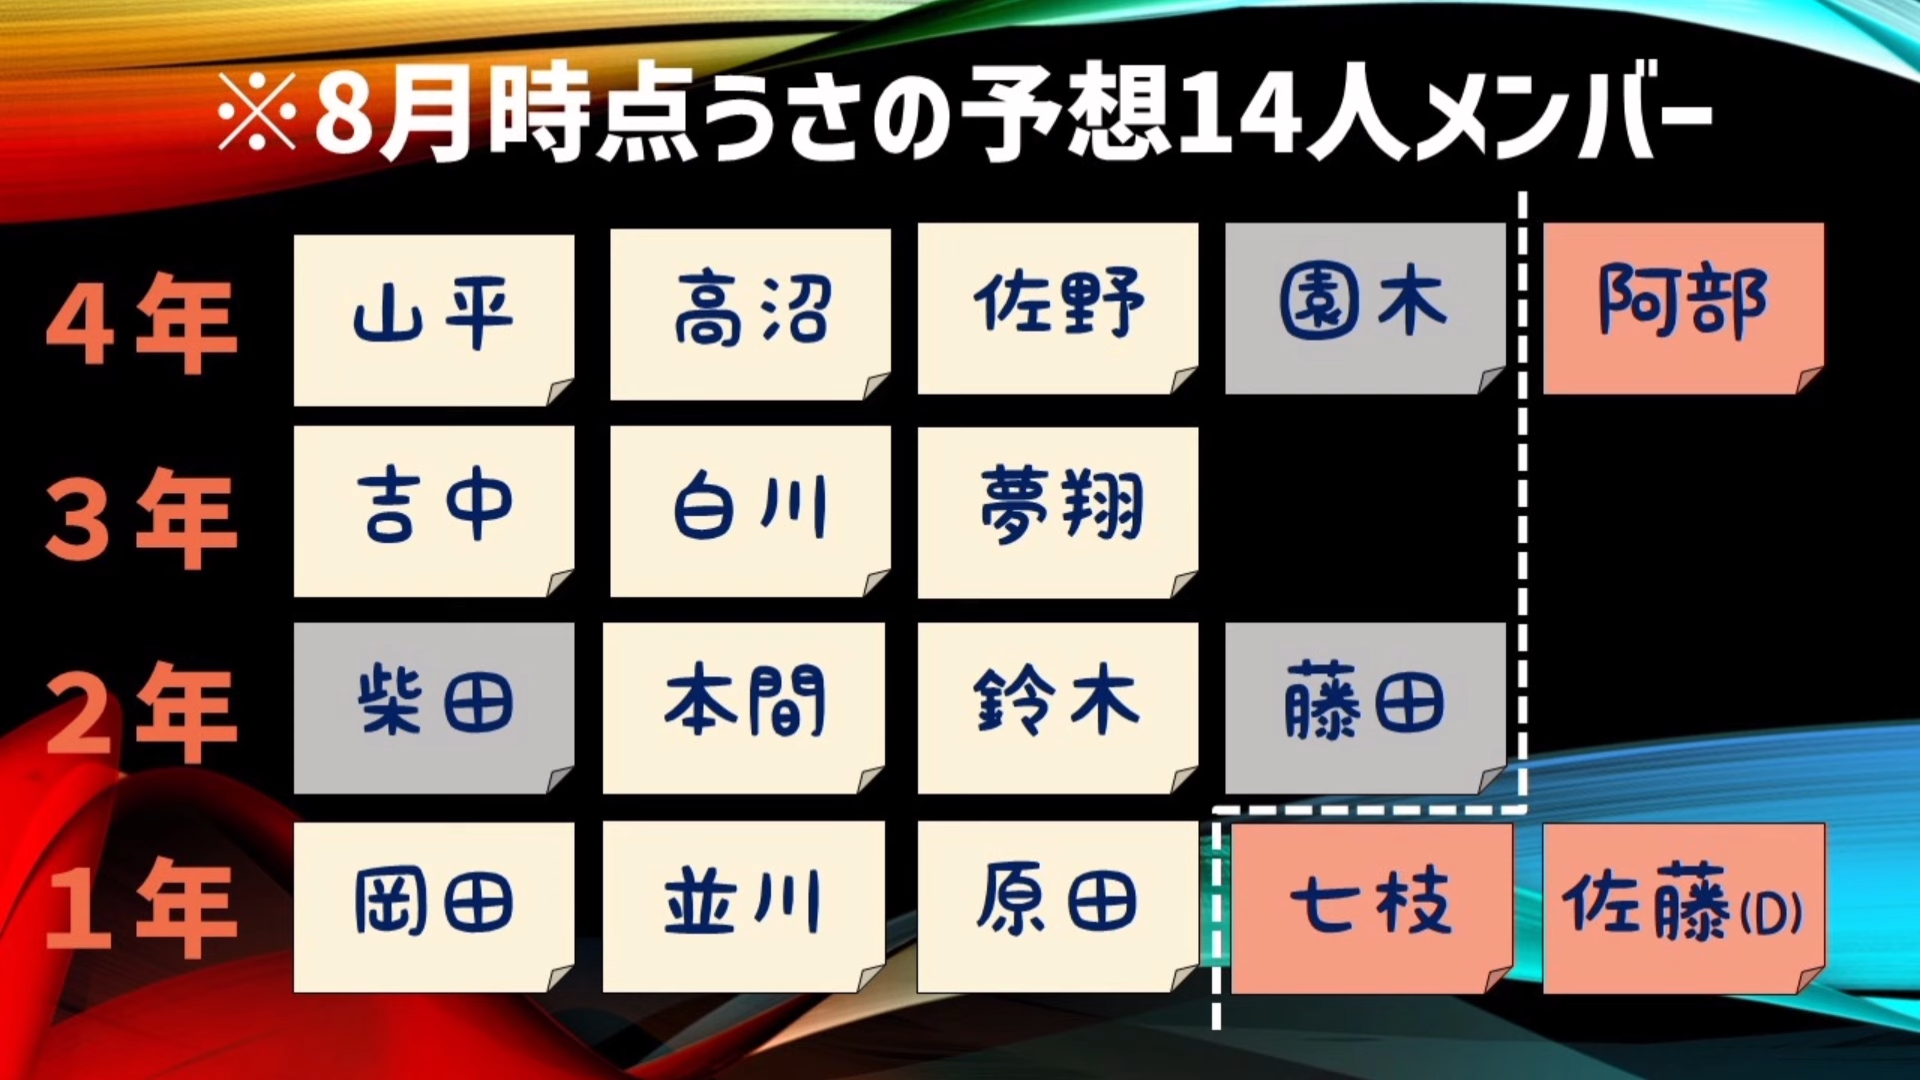 ※8月時点うさの予想14人メンバー
4年 山平 高沼 佐野 園木 阿部
3年 吉中 白川 夢翔
2年 柴田 本間 鈴木 藤田
1年 岡田 並川 原田 七枝 佐藤(D)